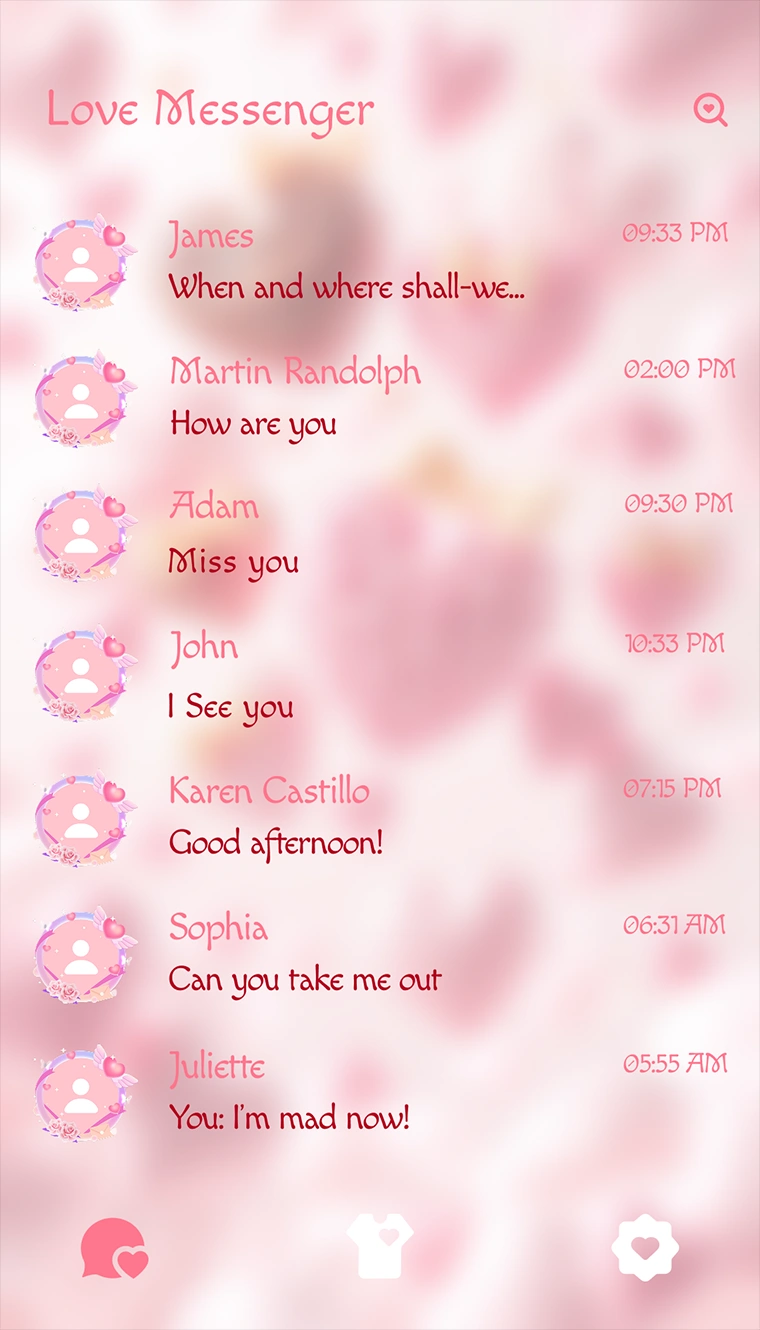 Love Messenger
James 09:33 PM
When and where shall-we...
Martin Randolph 02:00 PM
How are you
Adam 09:30 PM
Miss you
John 10:33 PM
I See you
Karen Castillo 07:15 PM
Good afternoon!
Sophia 06:31 AM
Can you take me out
Juliette 05:55 AM
You: I'm mad now!